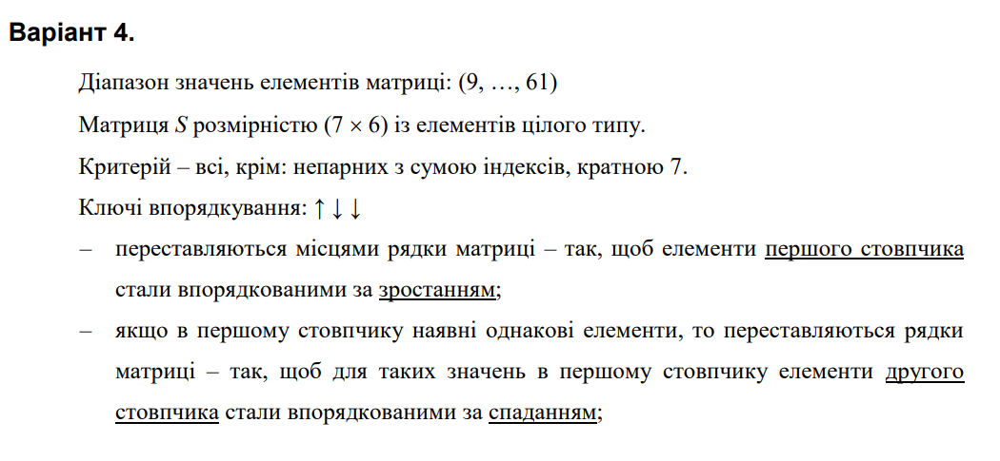 Варіант 4.
Діапазон значень елементів матриці: (9, …, 61)
Матриця S розмірністю (7 × 6) із елементів цілого типу.
Критерій – всі, крім: непарних з сумою індексів, кратною 7.
Ключі впорядкування: ↑ ↓ ↓
– переставляються місцями рядки матриці – так, щоб елементи першого стовпчика
стали впорядкованими за зростанням;
– якщо в першому стовпчику наявні однакові елементи, то переставляються рядки
матриці – так, щоб для таких значень в першому стовпчику елементи другого
стовпчика стали впорядкованими за спаданням;